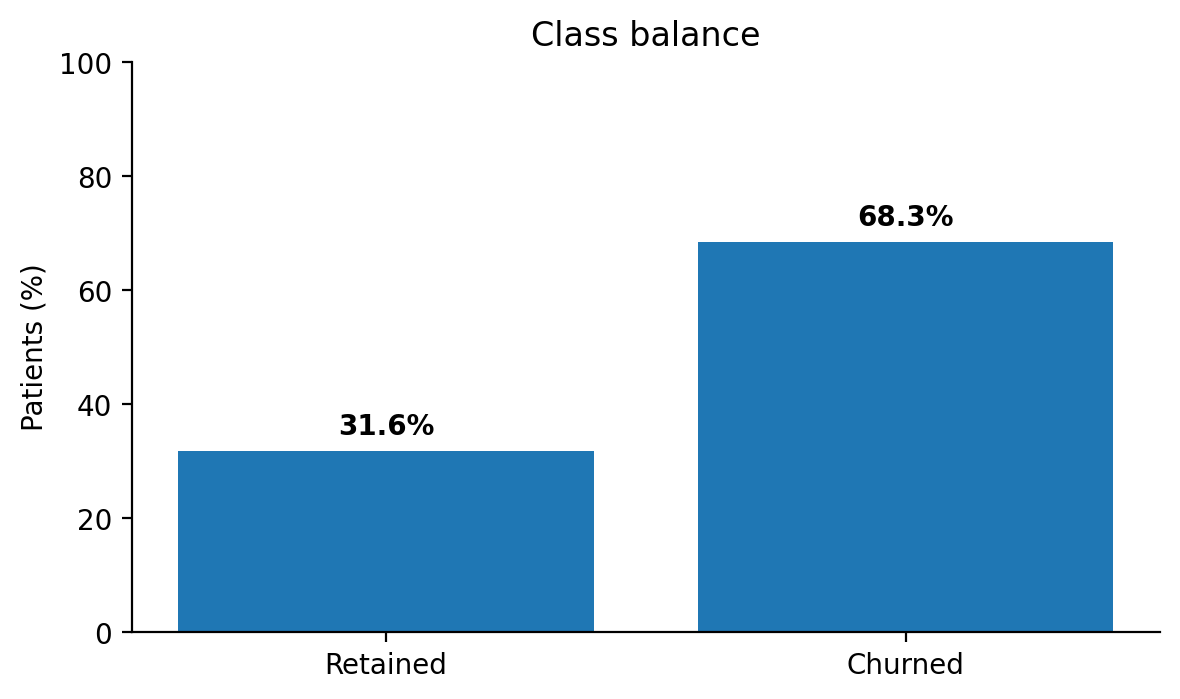 Class balance
Patients (%)
100
80
60
40
20
0
31.6%
68.3%
Retained
Churned